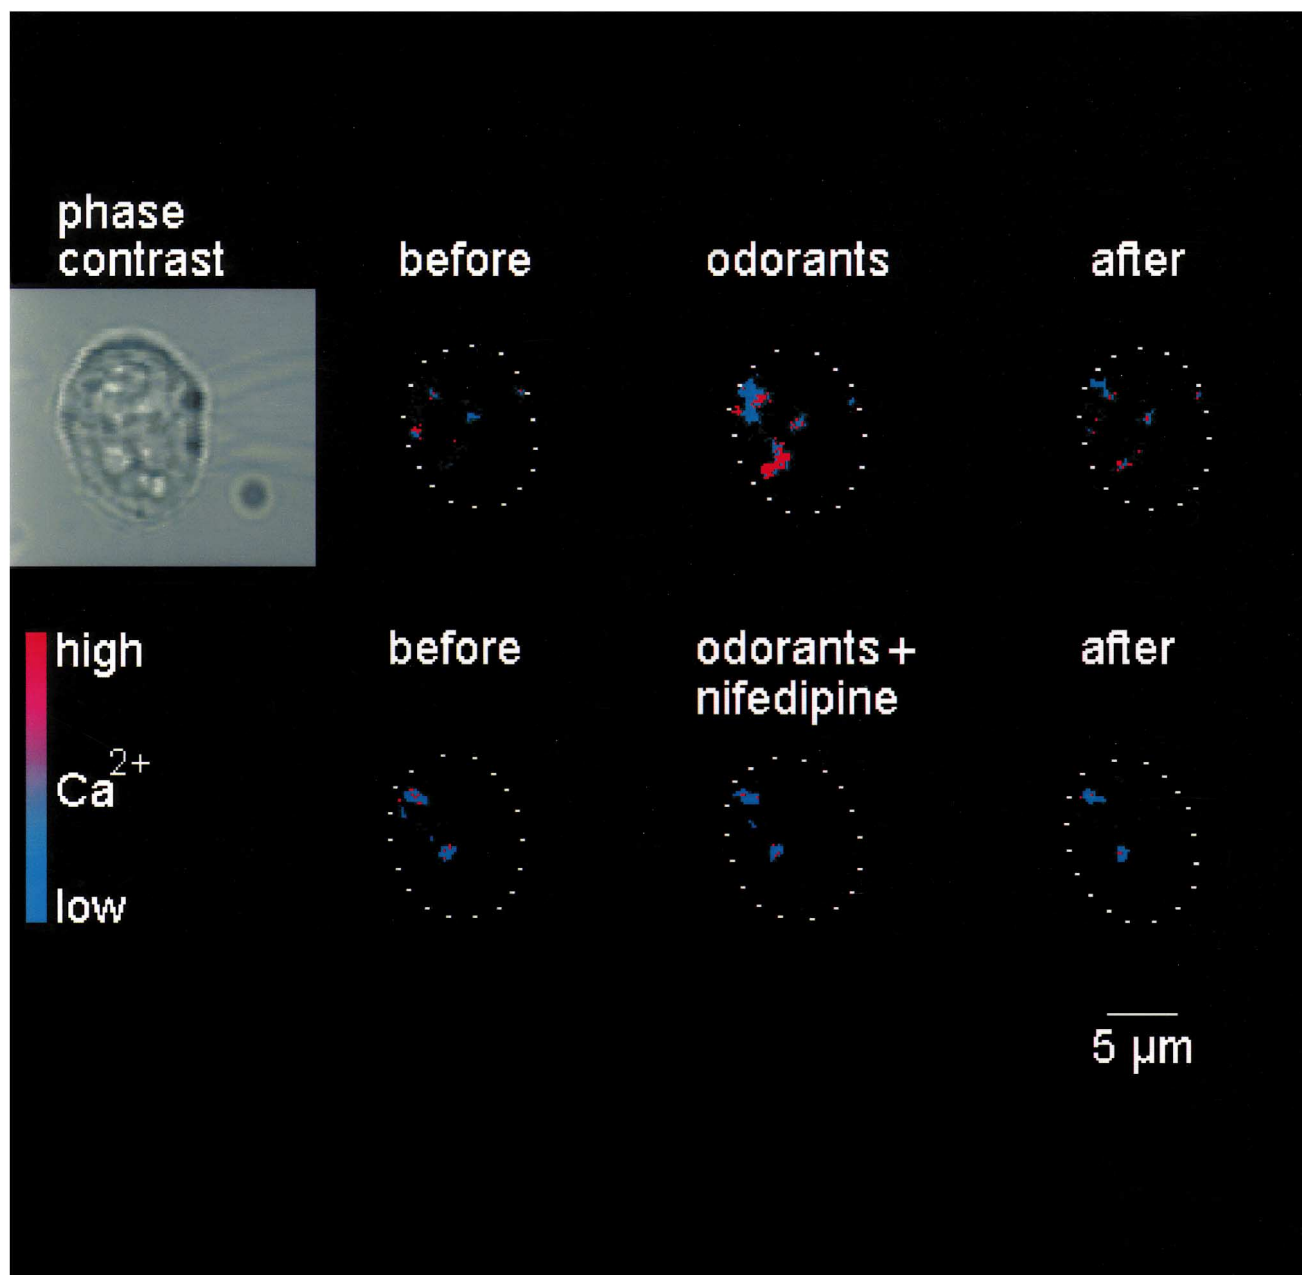 phase
contrast
before
odorants
after
high
Ca2+
low
before
odorants +
nifedipine
after
5 µm